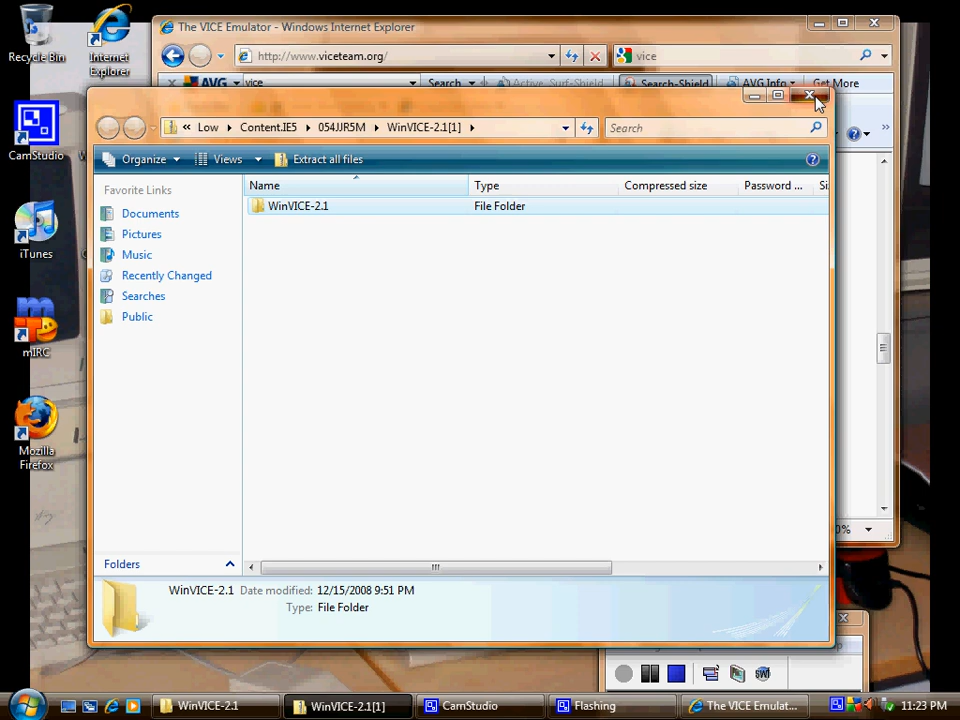 Recycle Bin
Internet Explorer
CamStudio
iTunes
mIRC
Mozilla Firefox
The VICE Emulator - Windows Internet Explorer
http://www.viceteam.org/
vice
AVG
vice
Search
Active Surf-Shield
Search-Shield
AVG Info
Get More
« Low
Content.IE5
054JJR5M
WinVICE-2.1[1]
Search
Organize
Views
Extract all files
Favorite Links
Documents
Pictures
Music
Recently Changed
Searches
Public
Folders
Name
Type
Compressed size
Password ...
Si
WinVICE-2.1
File Folder
WinVICE-2.1 Date modified: 12/15/2008 9:51 PM
Type: File Folder
0%
WinVICE-2.1
WinVICE-2.1[1]
CamStudio
Flashing
The VICE Emulat...
11:23 PM